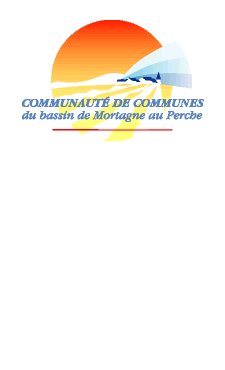 COMMUNAUTÉ DE COMMUNES
du bassin de Mortagne au Perche